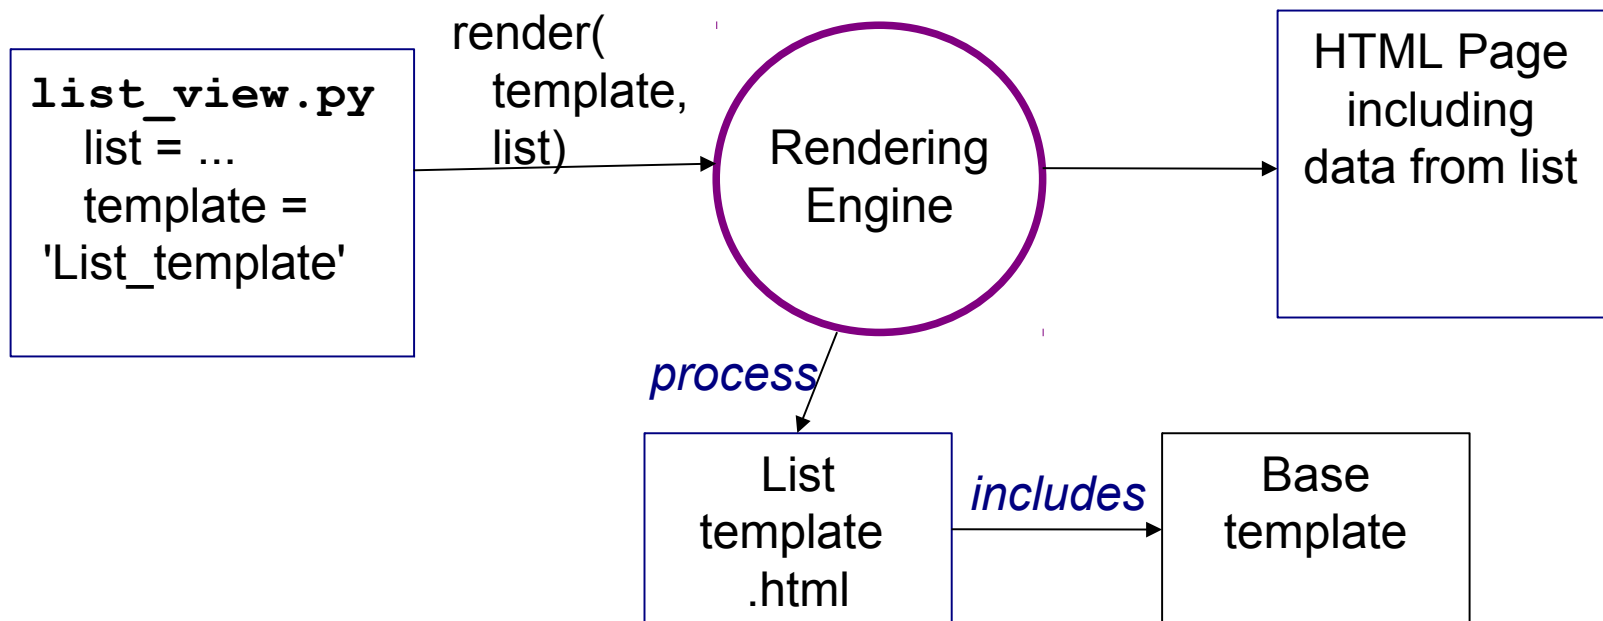 list_view.py
list = ...
template =
'List_template'
render(
template,
list)
Rendering
Engine
HTML Page
including
data from list
process
List
template
.html
includes
Base
template